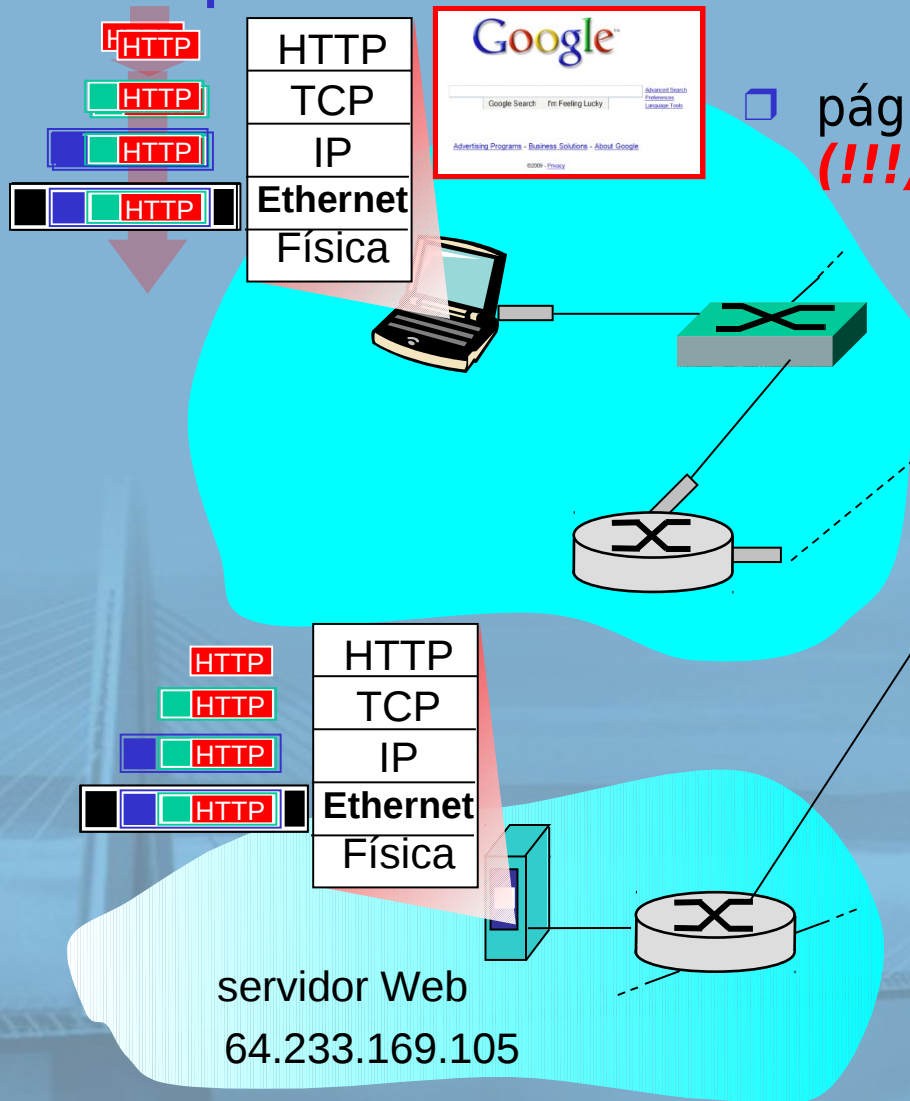 HTTP
HTTP
HTTP
HTTP
HTTP
TCP
IP
Ethernet
Física
Google
Google Search I'm Feeling Lucky
Advanced Search
Preferences
Language Tools
Advertising Programs - Business Solutions - About Google
©2009 - Privacy
pág
(!!!)
HTTP
HTTP
HTTP
HTTP
HTTP
TCP
IP
Ethernet
Física
servidor Web
64.233.169.105